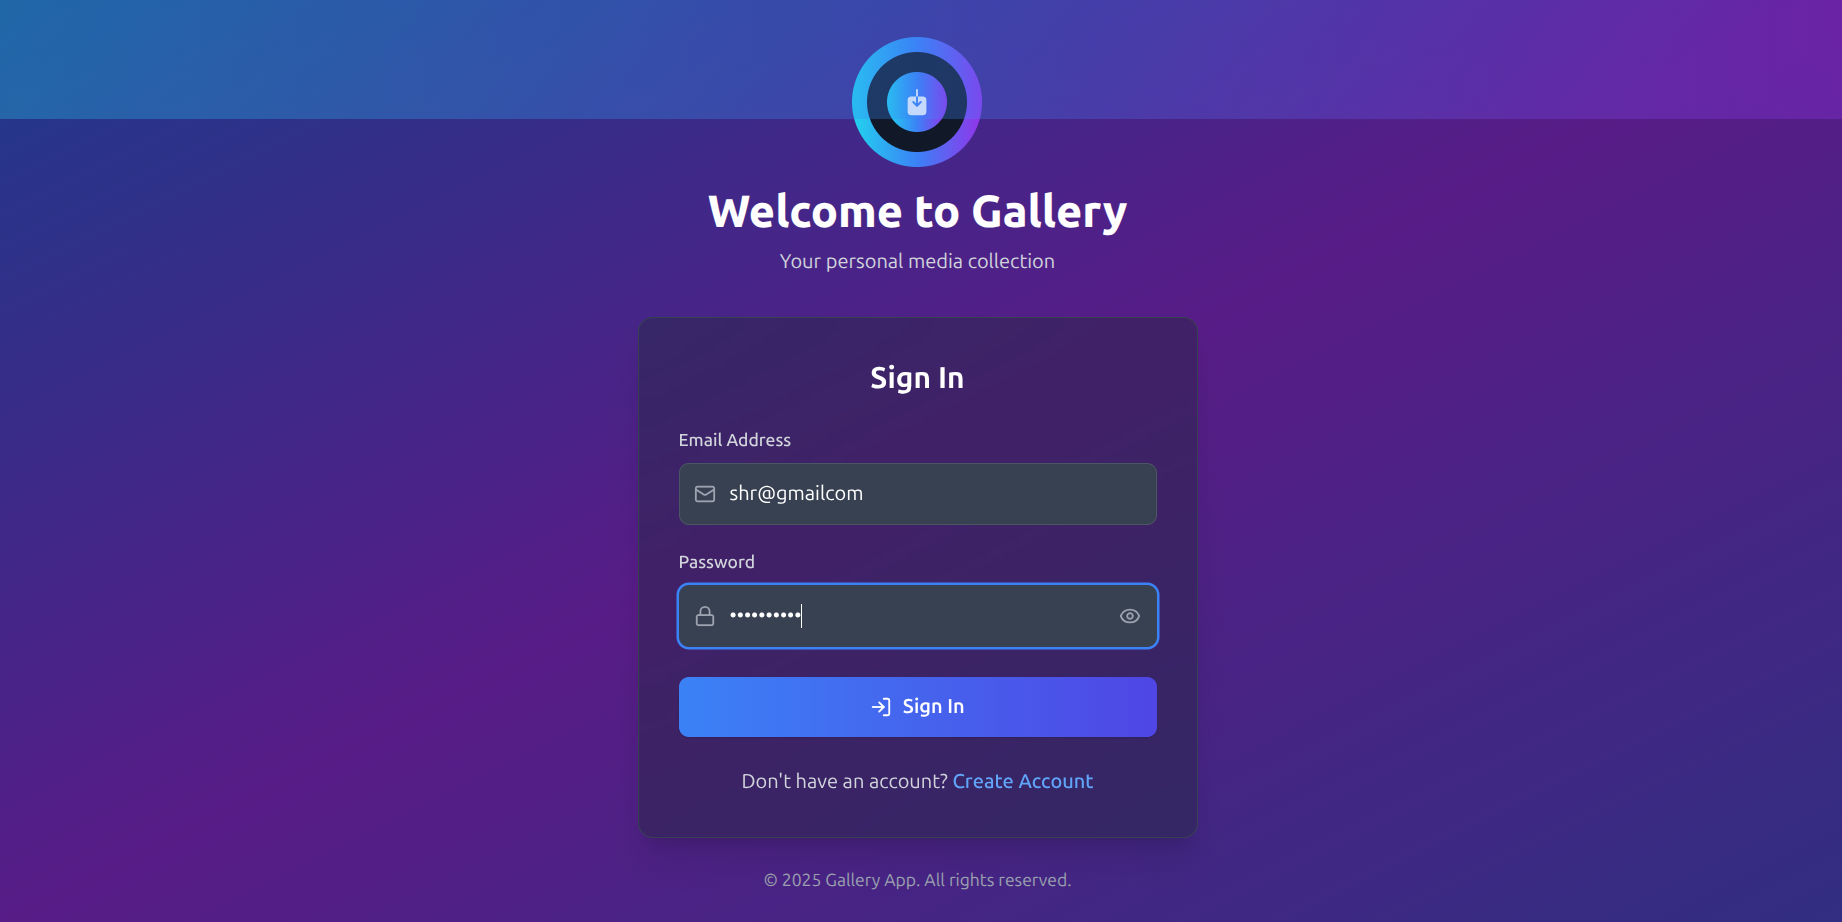 Welcome to Gallery
Your personal media collection
Sign In
Email Address
shr@gmailcom
Password
••••••••••
Sign In
Don't have an account? Create Account
© 2025 Gallery App. All rights reserved.